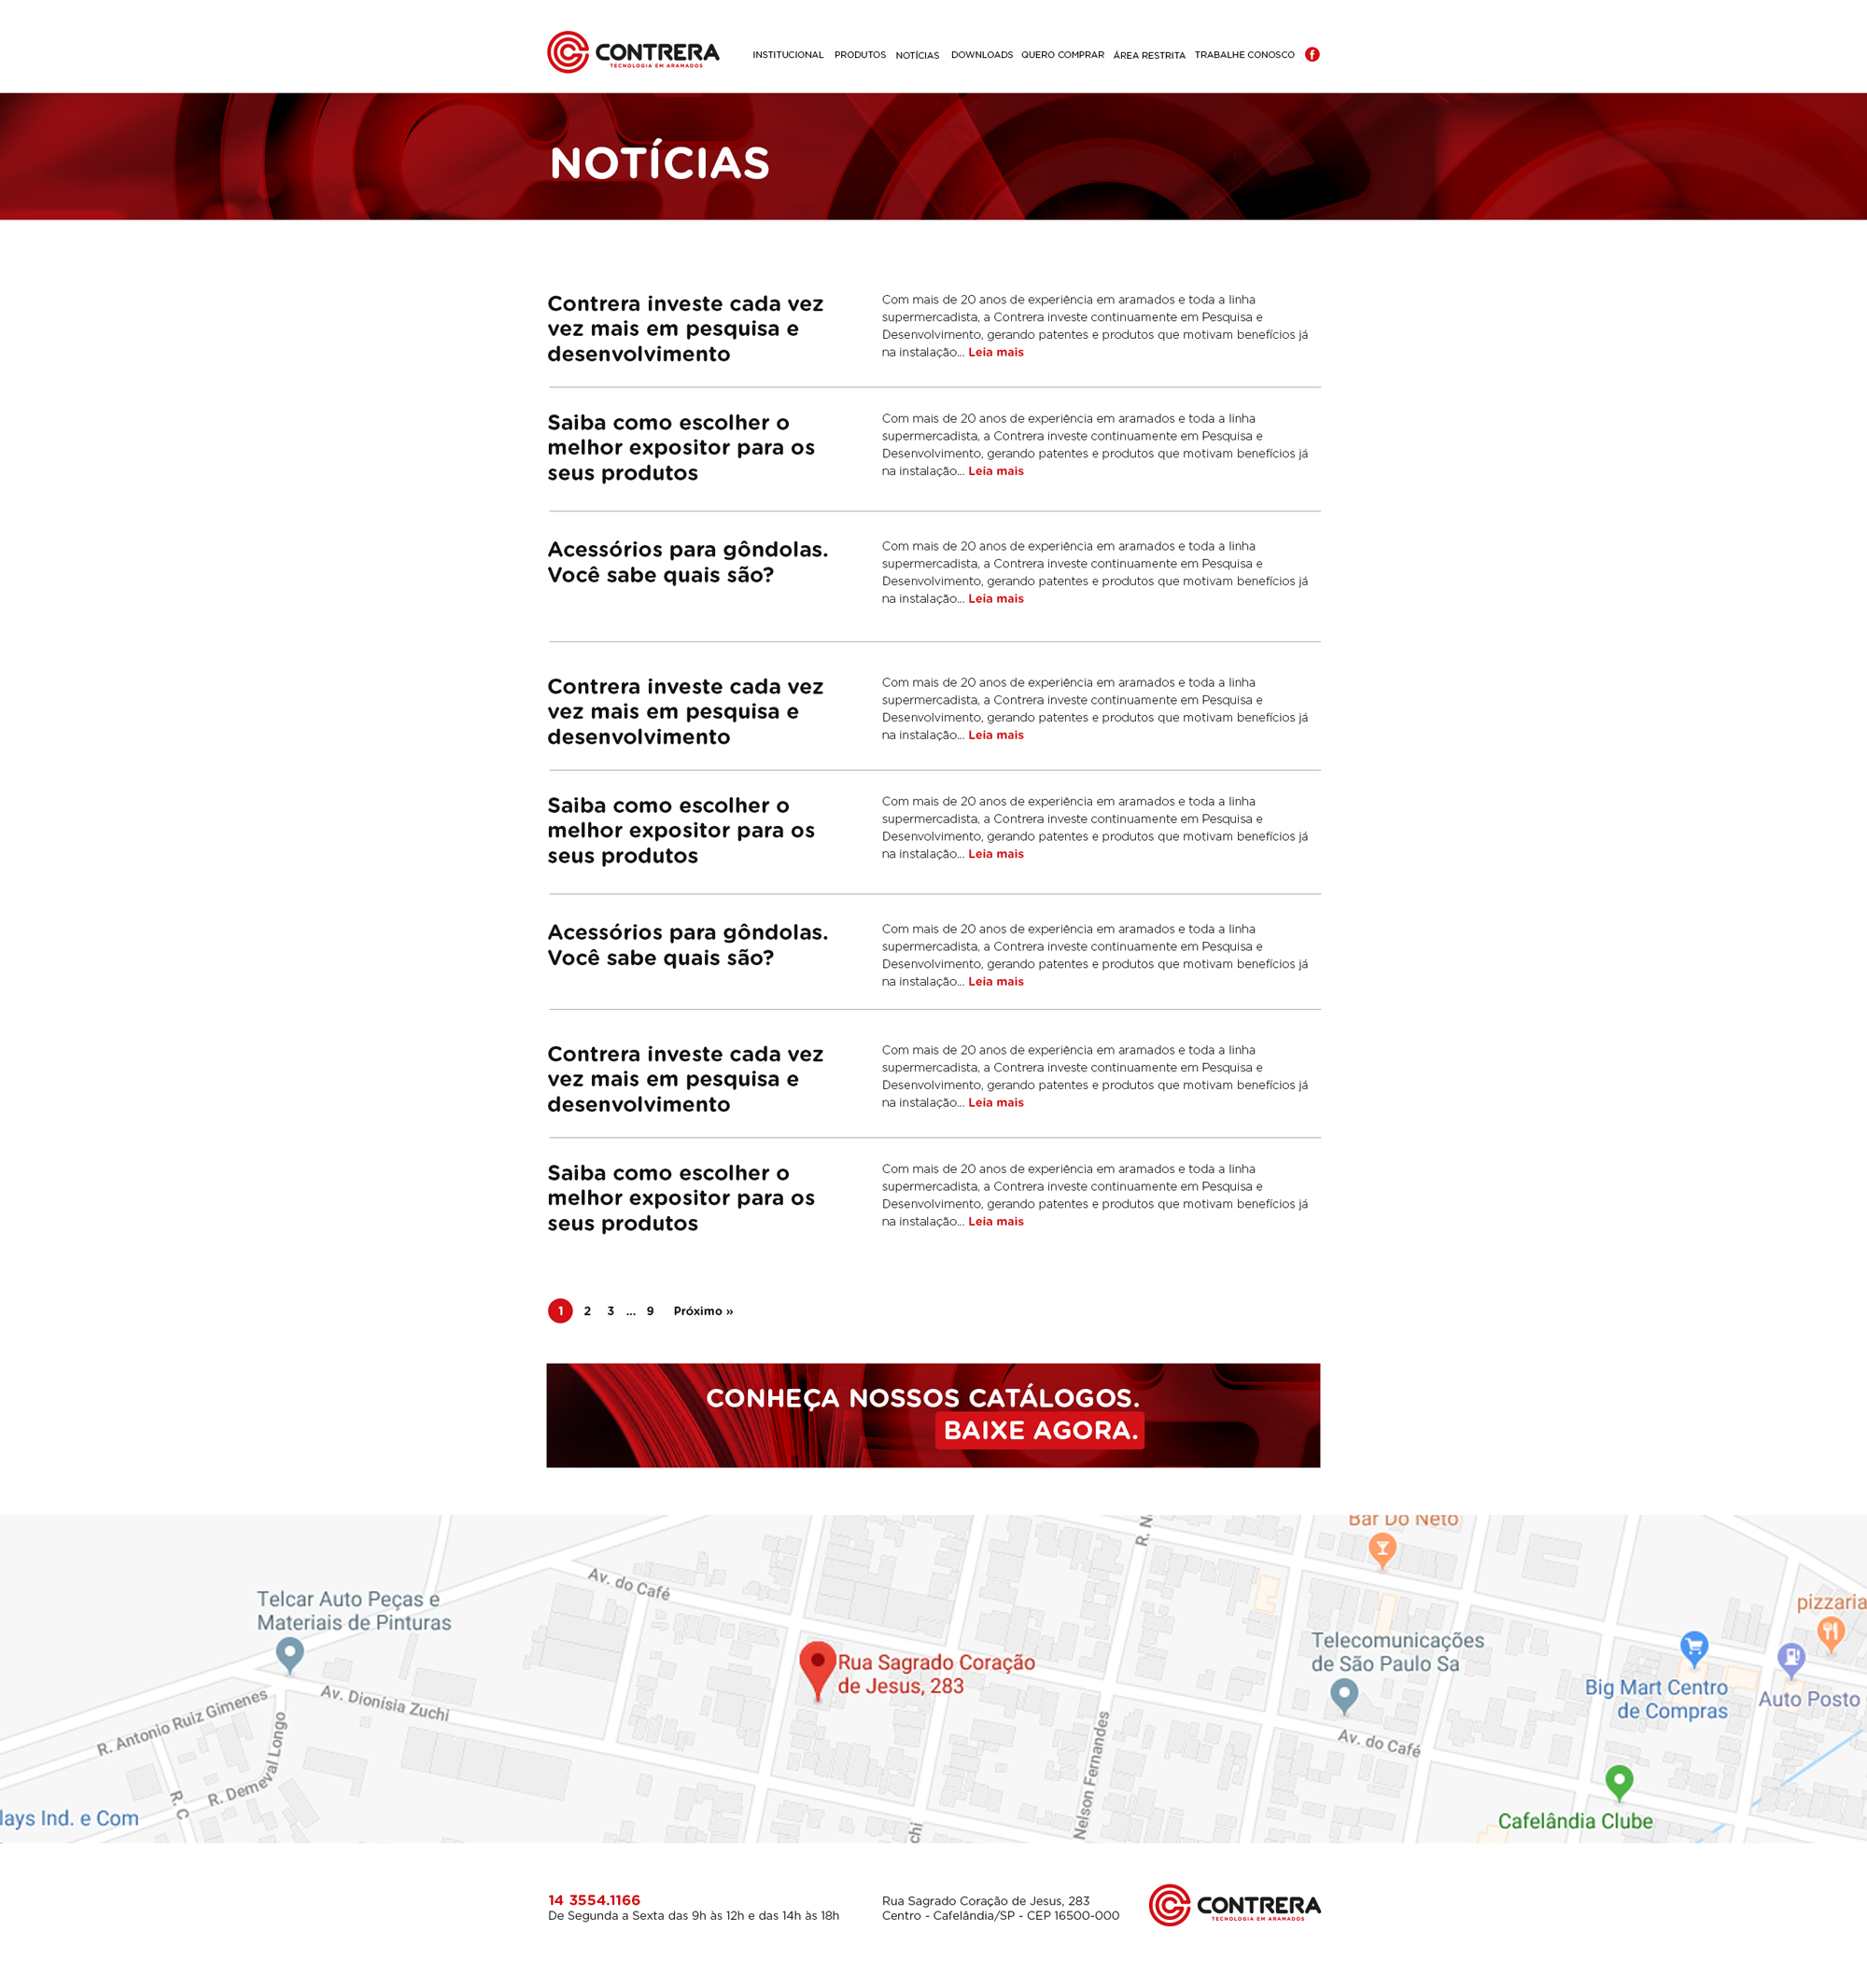 CONTRERA
TECNOLOGIA EM ARAMADOS
INSTITUCIONAL PRODUTOS NOTÍCIAS DOWNLOADS QUERO COMPRAR ÁREA RESTRITA TRABALHE CONOSCO f
NOTÍCIAS
Contrera investe cada vez
vez mais em pesquisa e
desenvolvimento
Com mais de 20 anos de experiência em aramados e toda a linha
supermercadista, a Contrera investe continuamente em Pesquisa e
Desenvolvimento, gerando patentes e produtos que motivam benefícios já
na instalação... Leia mais
Saiba como escolher o
melhor expositor para os
seus produtos
Com mais de 20 anos de experiência em aramados e toda a linha
supermercadista, a Contrera investe continuamente em Pesquisa e
Desenvolvimento, gerando patentes e produtos que motivam benefícios já
na instalação... Leia mais
Acessórios para gôndolas.
Você sabe quais são?
Com mais de 20 anos de experiência em aramados e toda a linha
supermercadista, a Contrera investe continuamente em Pesquisa e
Desenvolvimento, gerando patentes e produtos que motivam benefícios já
na instalação... Leia mais
Contrera investe cada vez
vez mais em pesquisa e
desenvolvimento
Com mais de 20 anos de experiência em aramados e toda a linha
supermercadista, a Contrera investe continuamente em Pesquisa e
Desenvolvimento, gerando patentes e produtos que motivam benefícios já
na instalação... Leia mais
Saiba como escolher o
melhor expositor para os
seus produtos
Com mais de 20 anos de experiência em aramados e toda a linha
supermercadista, a Contrera investe continuamente em Pesquisa e
Desenvolvimento, gerando patentes e produtos que motivam benefícios já
na instalação... Leia mais
Acessórios para gôndolas.
Você sabe quais são?
Com mais de 20 anos de experiência em aramados e toda a linha
supermercadista, a Contrera investe continuamente em Pesquisa e
Desenvolvimento, gerando patentes e produtos que motivam benefícios já
na instalação... Leia mais
Contrera investe cada vez
vez mais em pesquisa e
desenvolvimento
Com mais de 20 anos de experiência em aramados e toda a linha
supermercadista, a Contrera investe continuamente em Pesquisa e
Desenvolvimento, gerando patentes e produtos que motivam benefícios já
na instalação... Leia mais
Saiba como escolher o
melhor expositor para os
seus produtos
Com mais de 20 anos de experiência em aramados e toda a linha
supermercadista, a Contrera investe continuamente em Pesquisa e
Desenvolvimento, gerando patentes e produtos que motivam benefícios já
na instalação... Leia mais
1 2 3 ... 9 Próximo »
CONHEÇA NOSSOS CATÁLOGOS.
BAIXE AGORA.
Bar Do Neto
R. N
Av. do Café
Telcar Auto Peças e
Materiais de Pinturas
pizzaria
Rua Sagrado Coração
de Jesus, 283
Telecomunicações
de São Paulo Sa
Big Mart Centro
de Compras
Auto Posto
Av. Dionísia Zuchi
R. Antonio Ruiz Gimenes
R. Demeval Longo
R. C
Nelson Fernandes
Av. do Café
lays Ind. e Com
chi
Cafelândia Clube
14 3554.1166
De Segunda a Sexta das 9h às 12h e das 14h às 18h
Rua Sagrado Coração de Jesus, 283
Centro - Cafelândia/SP - CEP 16500-000
CONTRERA
TECNOLOGIA EM ARAMADOS